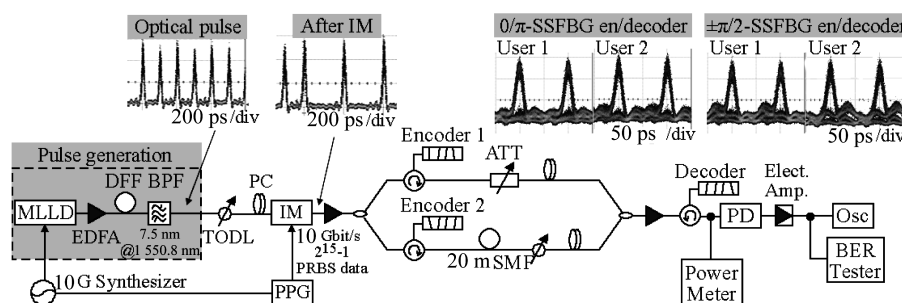 Optical pulse
After IM
0/π-SSFBG en/decoder
±π/2-SSFBG en/decoder
User 1
User 2
User 1
User 2
200 ps/div
200 ps/div
50 ps /div
50 ps/div
Pulse generation
DFF BPF
MLLD
EDFA
7.5 nm
@1 550.8 nm
TODL
PC
IM
10 Gbit/s
2¹⁵-1
PRBS data
10 G Synthesizer
PPG
Encoder 1
ATT
Encoder 2
20 m SMF
Decoder
Elect.
Amp.
PD
Osc
Power
Meter
BER
Tester